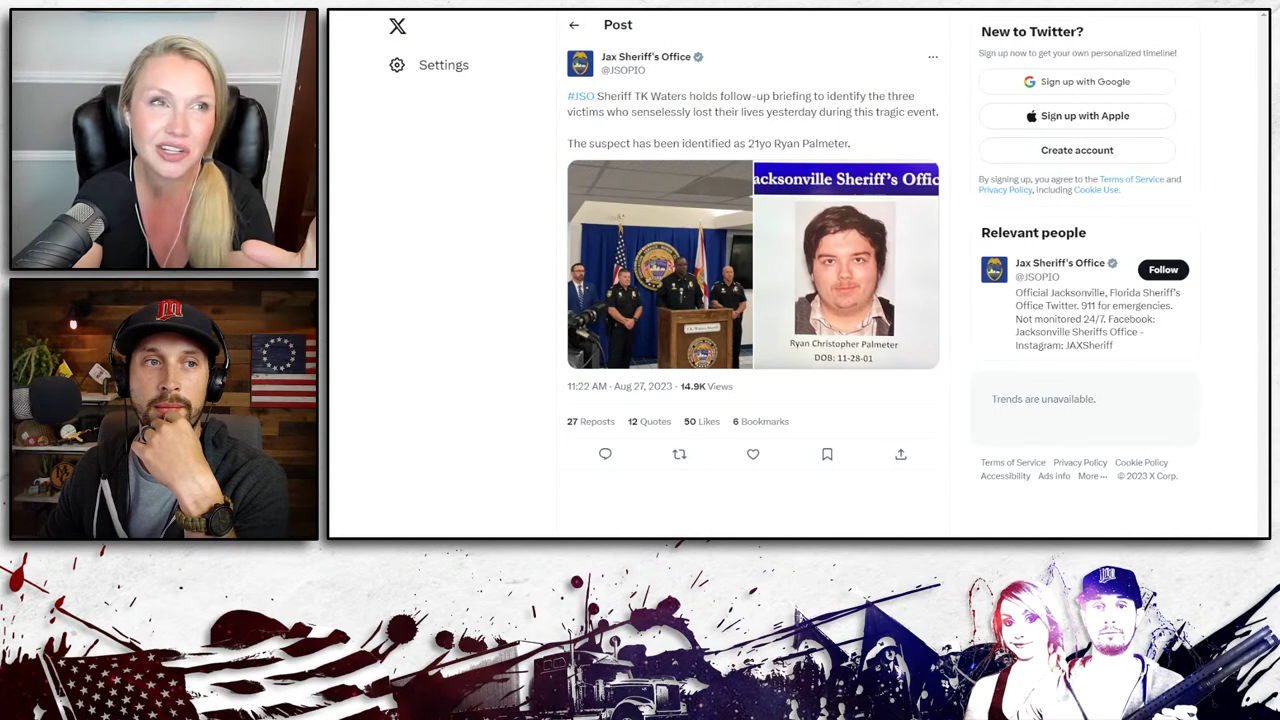 Post
Settings
Jax Sheriff's Office
@JSOPIO
#JSO Sheriff TK Waters holds follow-up briefing to identify the three
victims who senselessly lost their lives yesterday during this tragic event.
The suspect has been identified as 21yo Ryan Palmeter.
acksonville Sheriff's Offic
Ryan Christopher Palmeter
DOB: 11-28-01
11:22 AM · Aug 27, 2023 · 14.9K Views
27 Reposts 12 Quotes 50 Likes 6 Bookmarks
New to Twitter?
Sign up now to get your own personalized timeline!
Sign up with Google
Sign up with Apple
Create account
By signing up, you agree to the Terms of Service and
Privacy Policy, including Cookie Use.
Relevant people
Jax Sheriff's Office
@JSOPIO
Follow
Official Jacksonville, Florida Sheriff's
Office Twitter. 911 for emergencies.
Not monitored 24/7. Facebook:
Jacksonville Sheriffs Office -
Instagram: JAXSheriff
Trends are unavailable.
Terms of Service Privacy Policy Cookie Policy
Accessibility Ads info More ··· © 2023 X Corp.